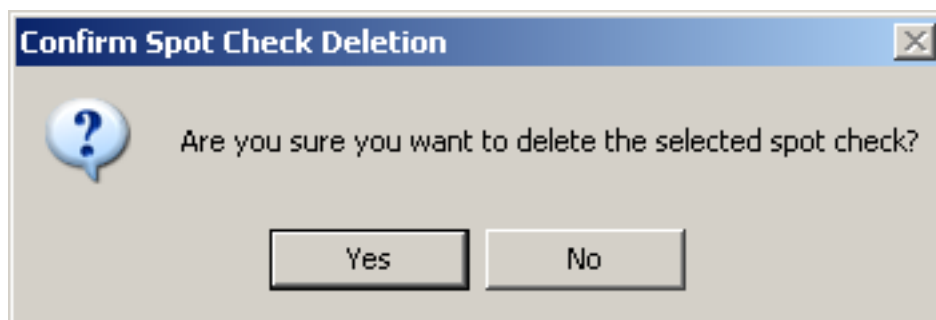 Confirm Spot Check Deletion
Are you sure you want to delete the selected spot check?
Yes
No